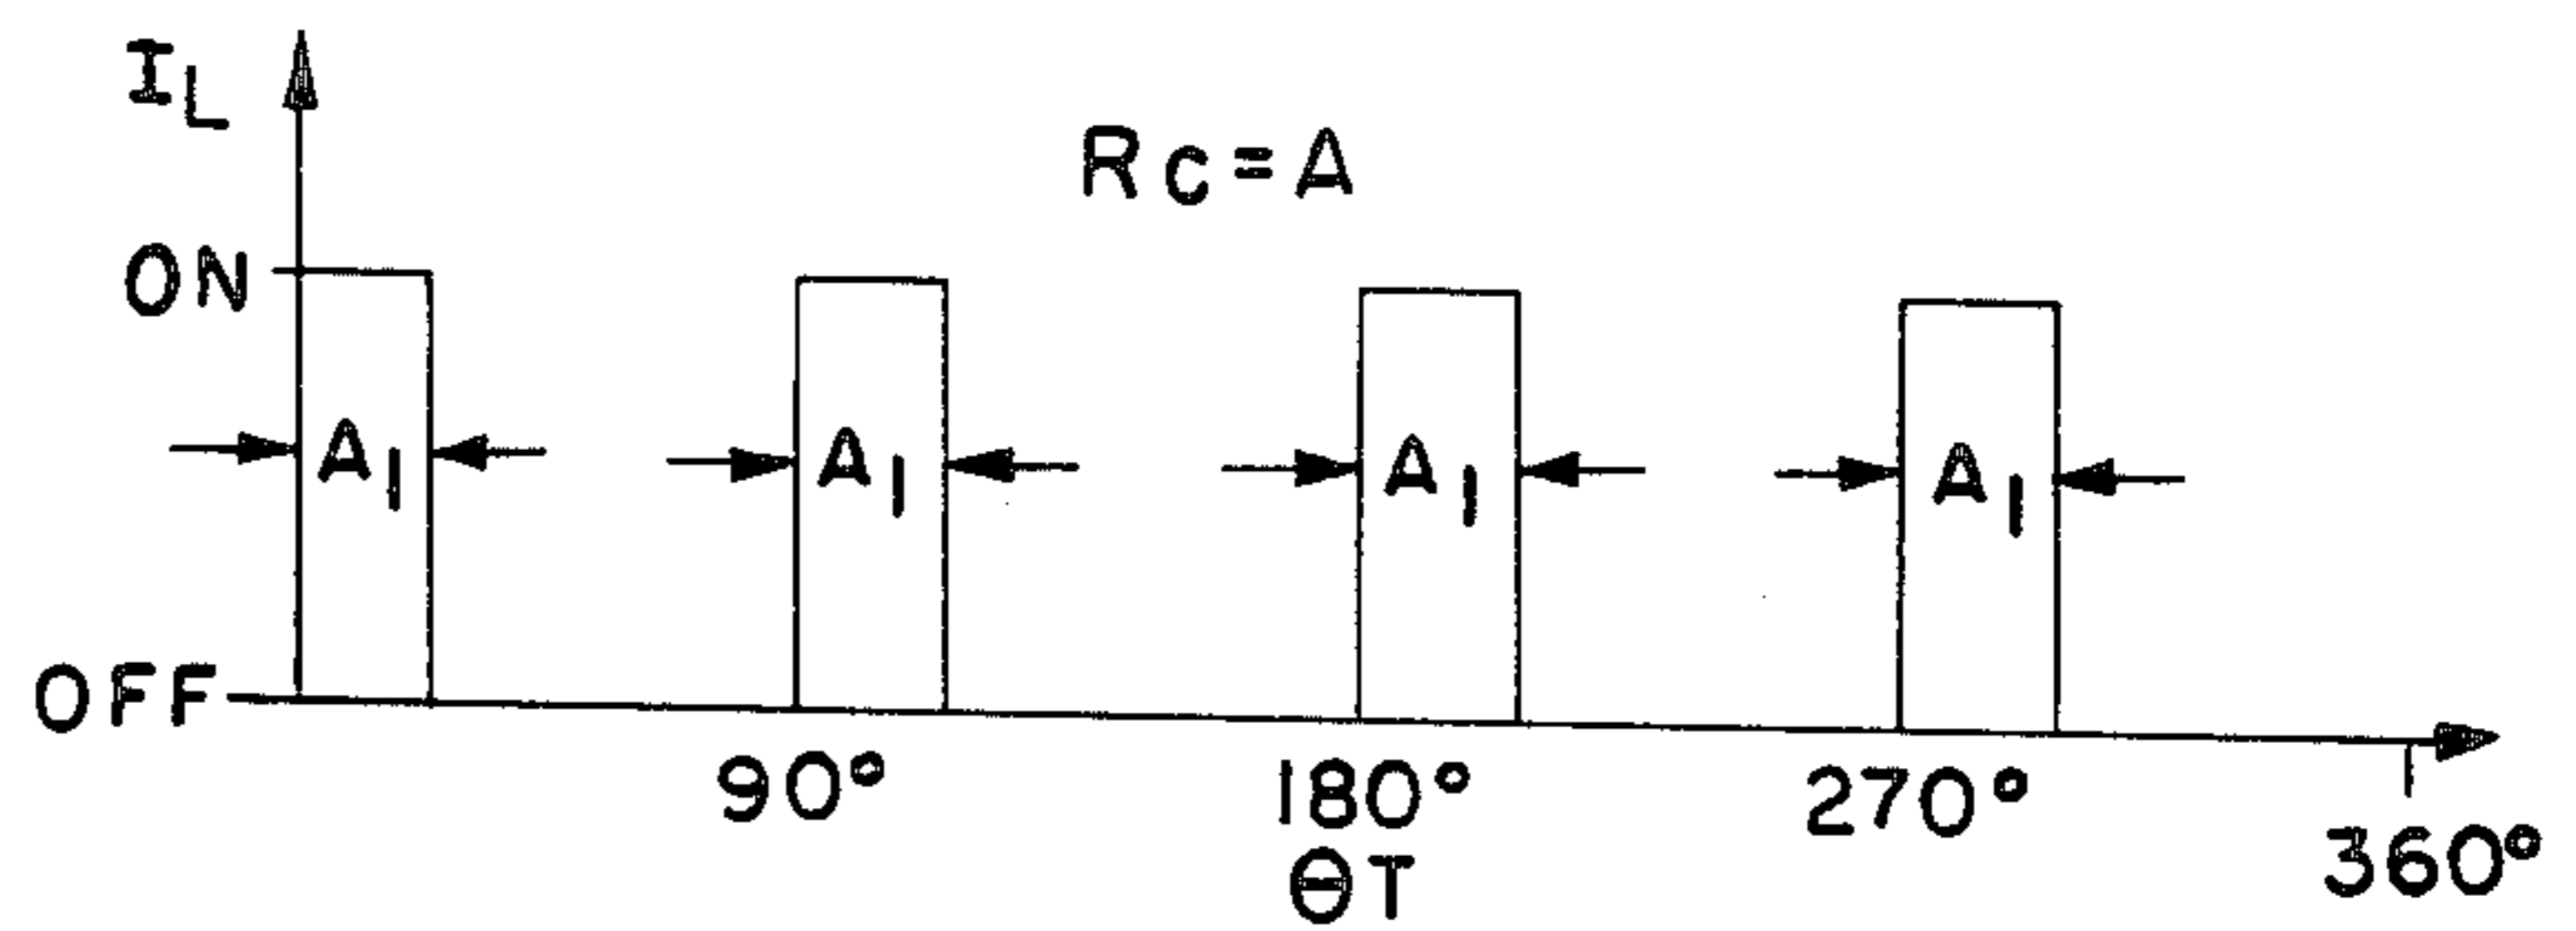 IL
Rc=A
ON
A1 A1 A1 A1
OFF
90° 180° 270°
360°
ΘT